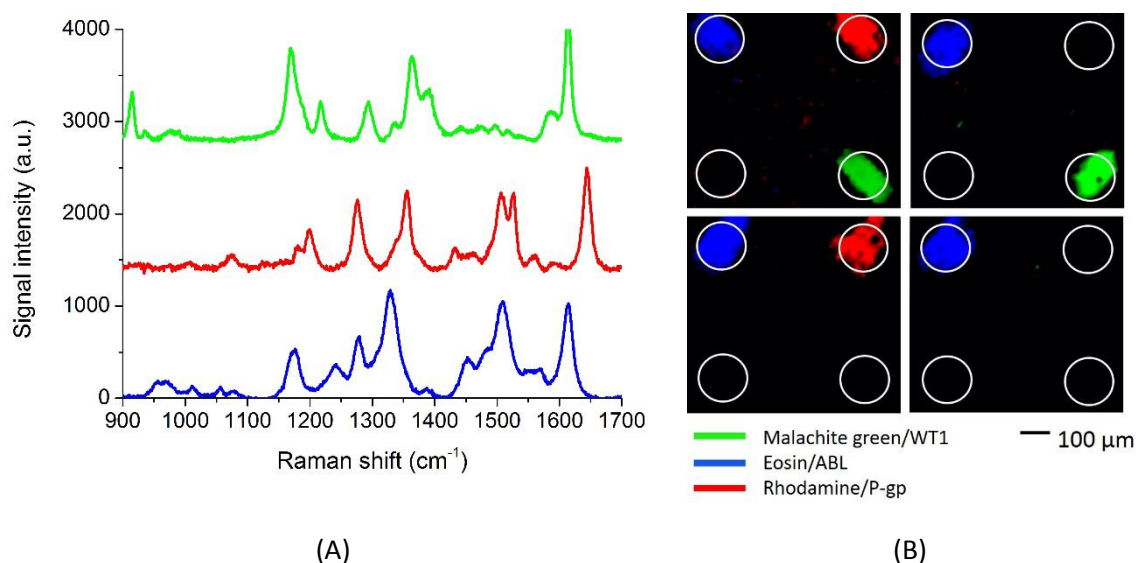 4000
3000
2000
1000
0
Signal intensity (a.u.)
900 1000 1100 1200 1300 1400 1500 1600 1700
Raman shift (cm⁻¹)
Malachite green/WT1
Eosin/ABL
Rhodamine/P-gp
100 µm
(A)
(B)